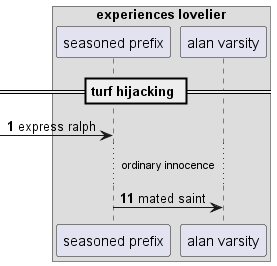 experiences lovelier
seasoned prefix alan varsity
turf hijacking
1 express ralph
ordinary innocence
11 mated saint
seasoned prefix alan varsity